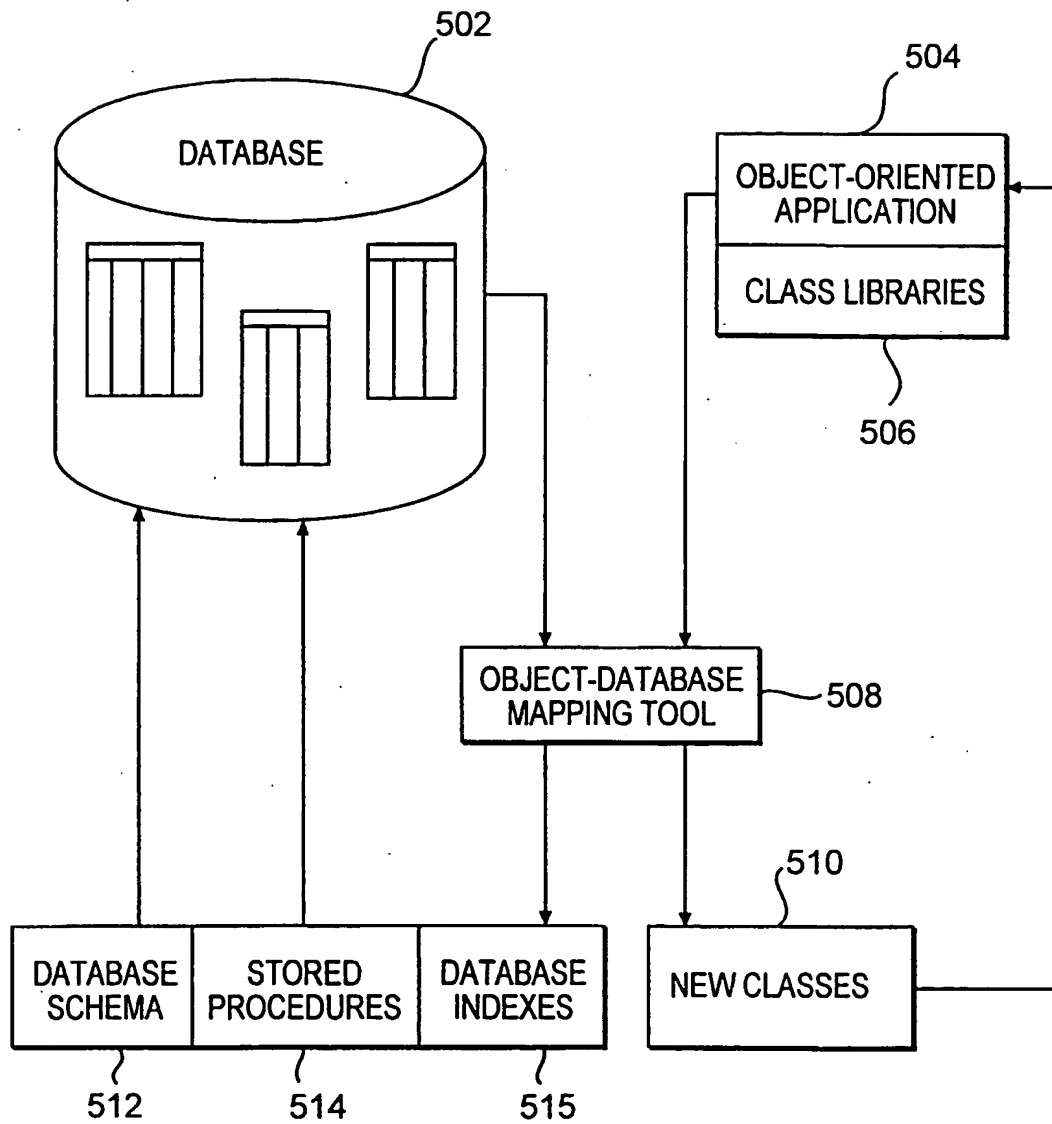 502
DATABASE
504
OBJECT-ORIENTED
APPLICATION
CLASS LIBRARIES
506
OBJECT-DATABASE
MAPPING TOOL
508
510
DATABASE
SCHEMA
STORED
PROCEDURES
DATABASE
INDEXES
NEW CLASSES
512
514
515